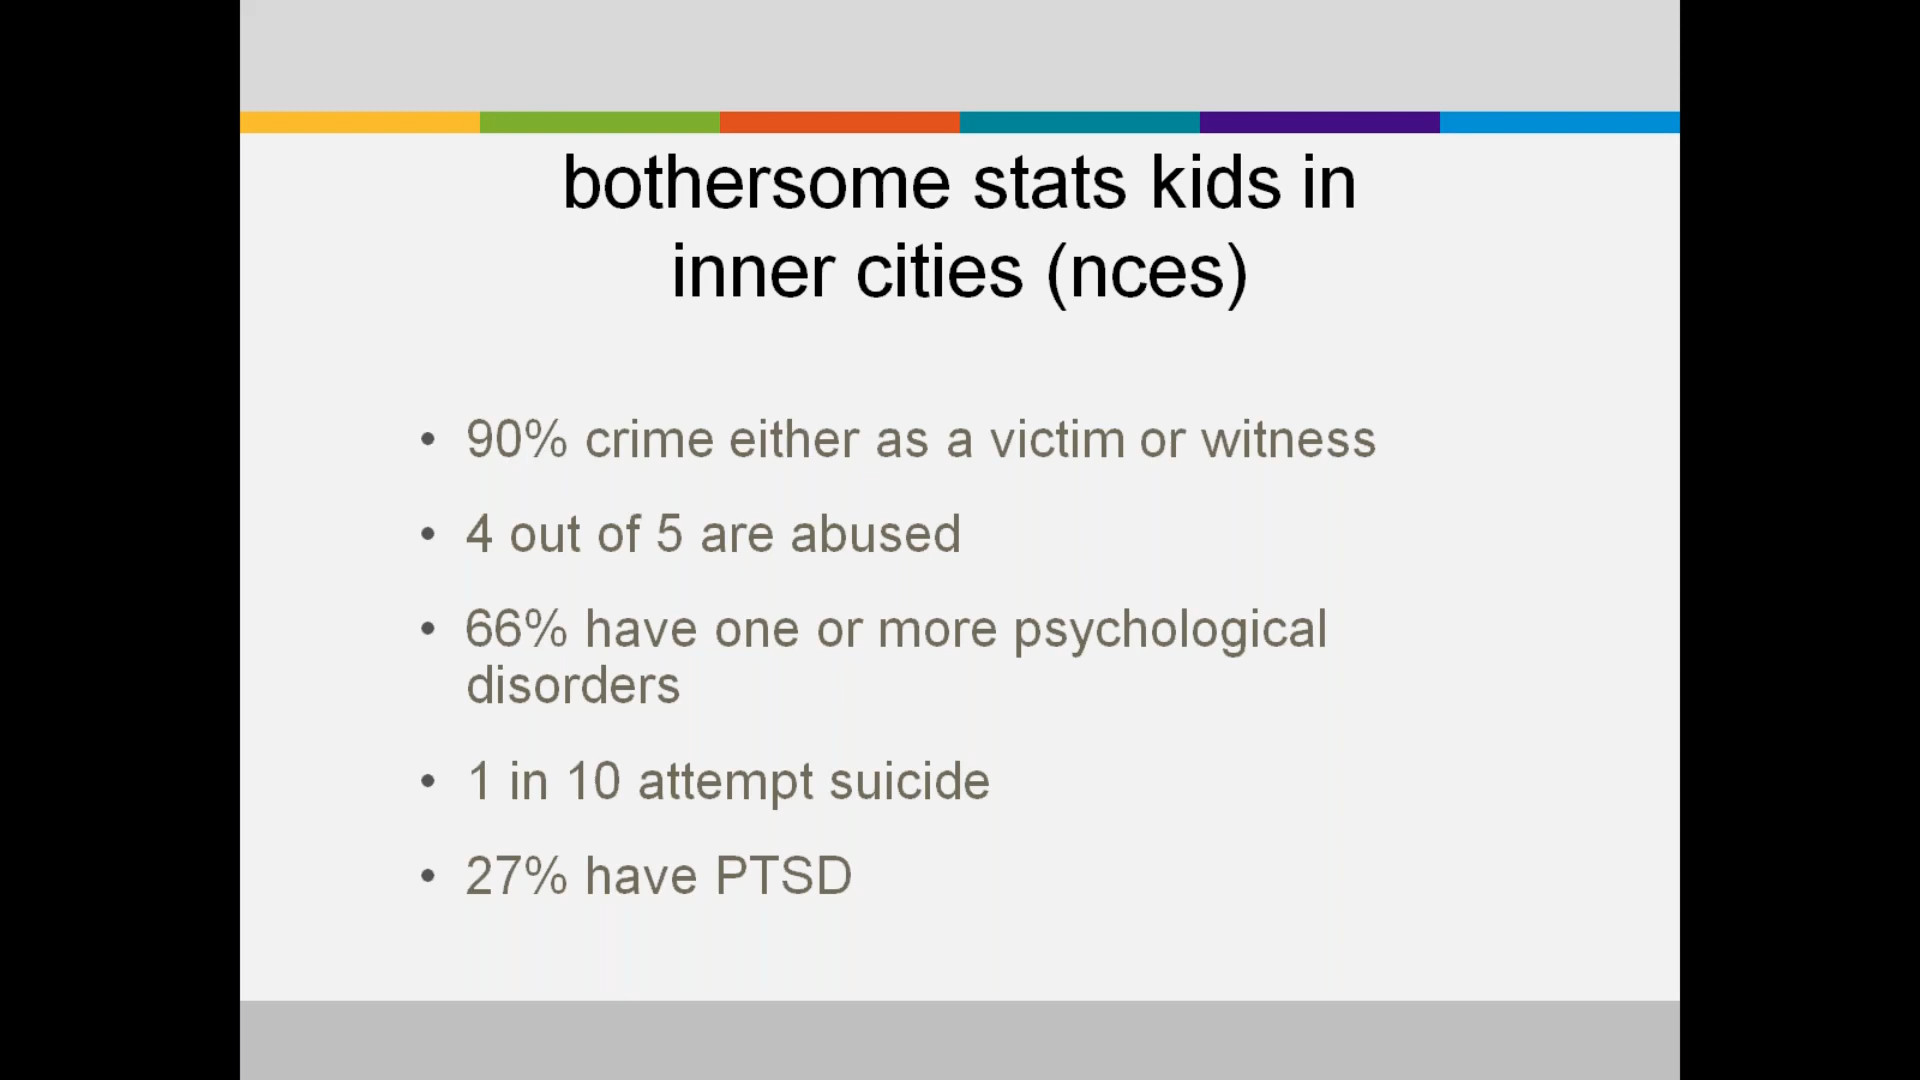 bothersome stats kids in
inner cities (nces)
• 90% crime either as a victim or witness
• 4 out of 5 are abused
• 66% have one or more psychological
disorders
• 1 in 10 attempt suicide
• 27% have PTSD